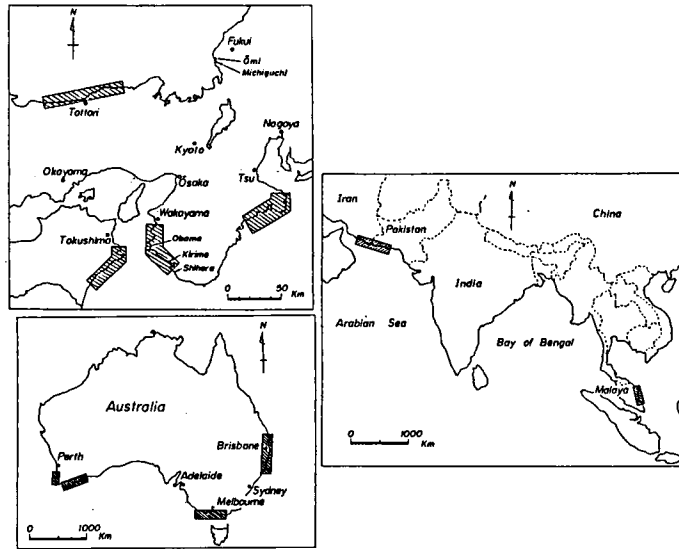 N
Fukui
Ōmi
Michiguchi
Tottori
Nagoya
Kyoto
Okayama
Osaka
Tsu
Wakayama
Tokushima
Obama
Kirime
Shihara
0 50
Km
N
Iran
China
Pakistan
India
Arabian Sea
Bay of Bengal
Malaya
0 1000
Km
N
Australia
Brisbane
Perth
Adelaide
Sydney
Melbourne
0 1000
Km